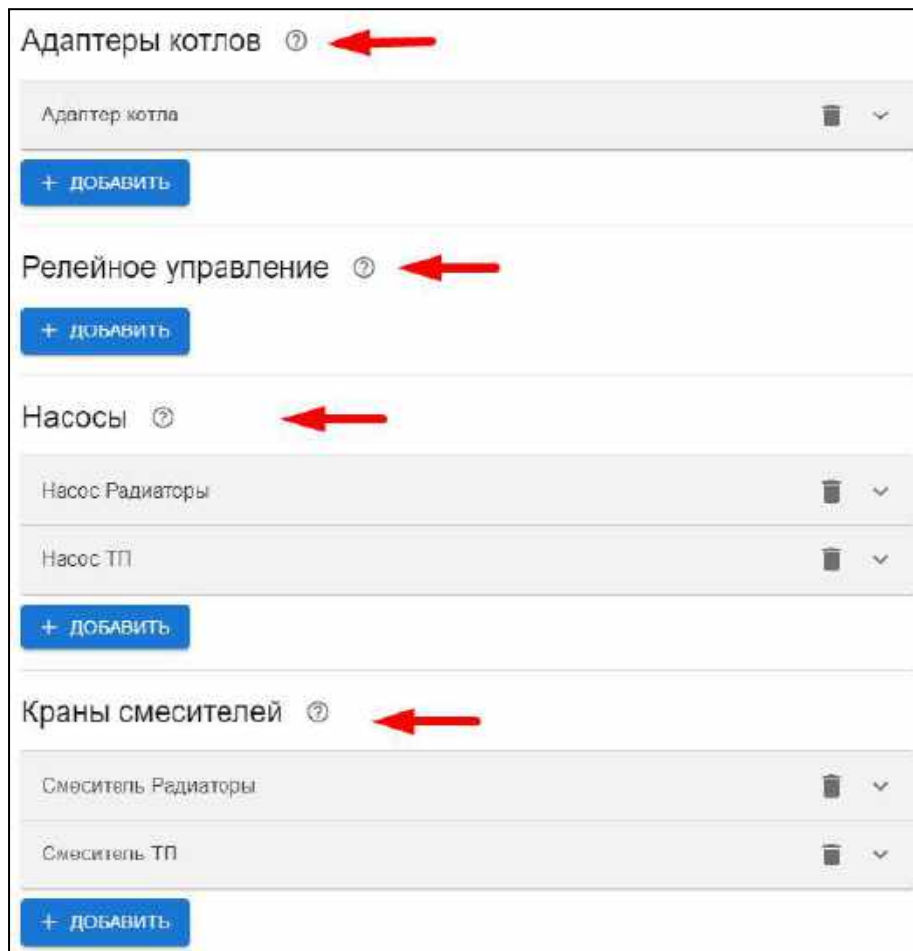 Адаптеры котлов
Адаптер котла
+ ДОБАВИТЬ
Релейное управление
+ ДОБАВИТЬ
Насосы
Насос Радиаторы
Насос ТП
+ ДОБАВИТЬ
Краны смесителей
Смеситель Радиаторы
Смеситель ТП
+ ДОБАВИТЬ